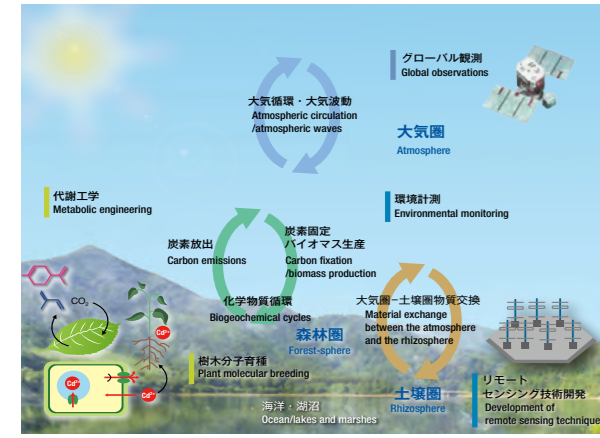 グローバル観測
Global observations
大気循環・大気波動
Atmospheric circulation
/atmospheric waves
大気圏
Atmosphere
代謝工学
Metabolic engineering
環境計測
Environmental monitoring
炭素放出
Carbon emissions
炭素固定
バイオマス生産
Carbon fixation
/biomass production
化学物質循環
Biogeochemical cycles
大気圏–土壌圏物質交換
Material exchange
between the atmosphere
and the rhizosphere
森林圏
Forest-sphere
CO₂
Cd²⁺
Cd²⁺
Cd²⁺
樹木分子育種
Plant molecular breeding
海洋・湖沼
Ocean/lakes and marshes
土壌圏
Rhizosphere
リモート
センシング技術開発
Development of
remote sensing technique